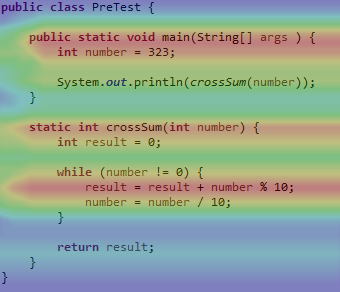 public class PreTest {
public static void main(String[] args ) {
int number = 323;
System.out.println(crossSum(number));
}
static int crossSum(int number) {
int result = 0;
while (number != 0) {
result = result + number % 10;
number = number / 10;
}
return result;
}
}